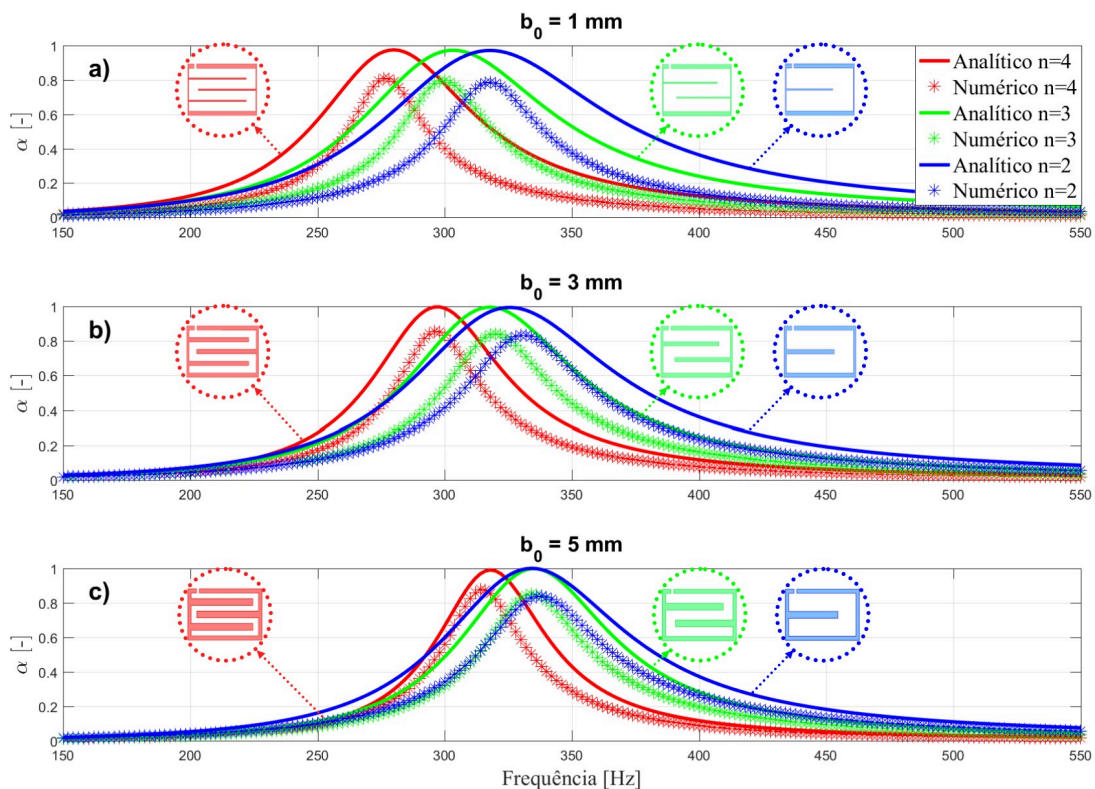 b0 = 1 mm
a)
α [-]
1
0.8
0.6
0.4
0.2
0
150 200 250 300 350 400 450 500 550
Analítico n=4
Numérico n=4
Analítico n=3
Numérico n=3
Analítico n=2
Numérico n=2
b0 = 3 mm
b)
α [-]
1
0.8
0.6
0.4
0.2
0
150 200 250 300 350 400 450 500 550
b0 = 5 mm
c)
α [-]
1
0.8
0.6
0.4
0.2
0
150 200 250 300 350 400 450 500 550
Frequência [Hz]